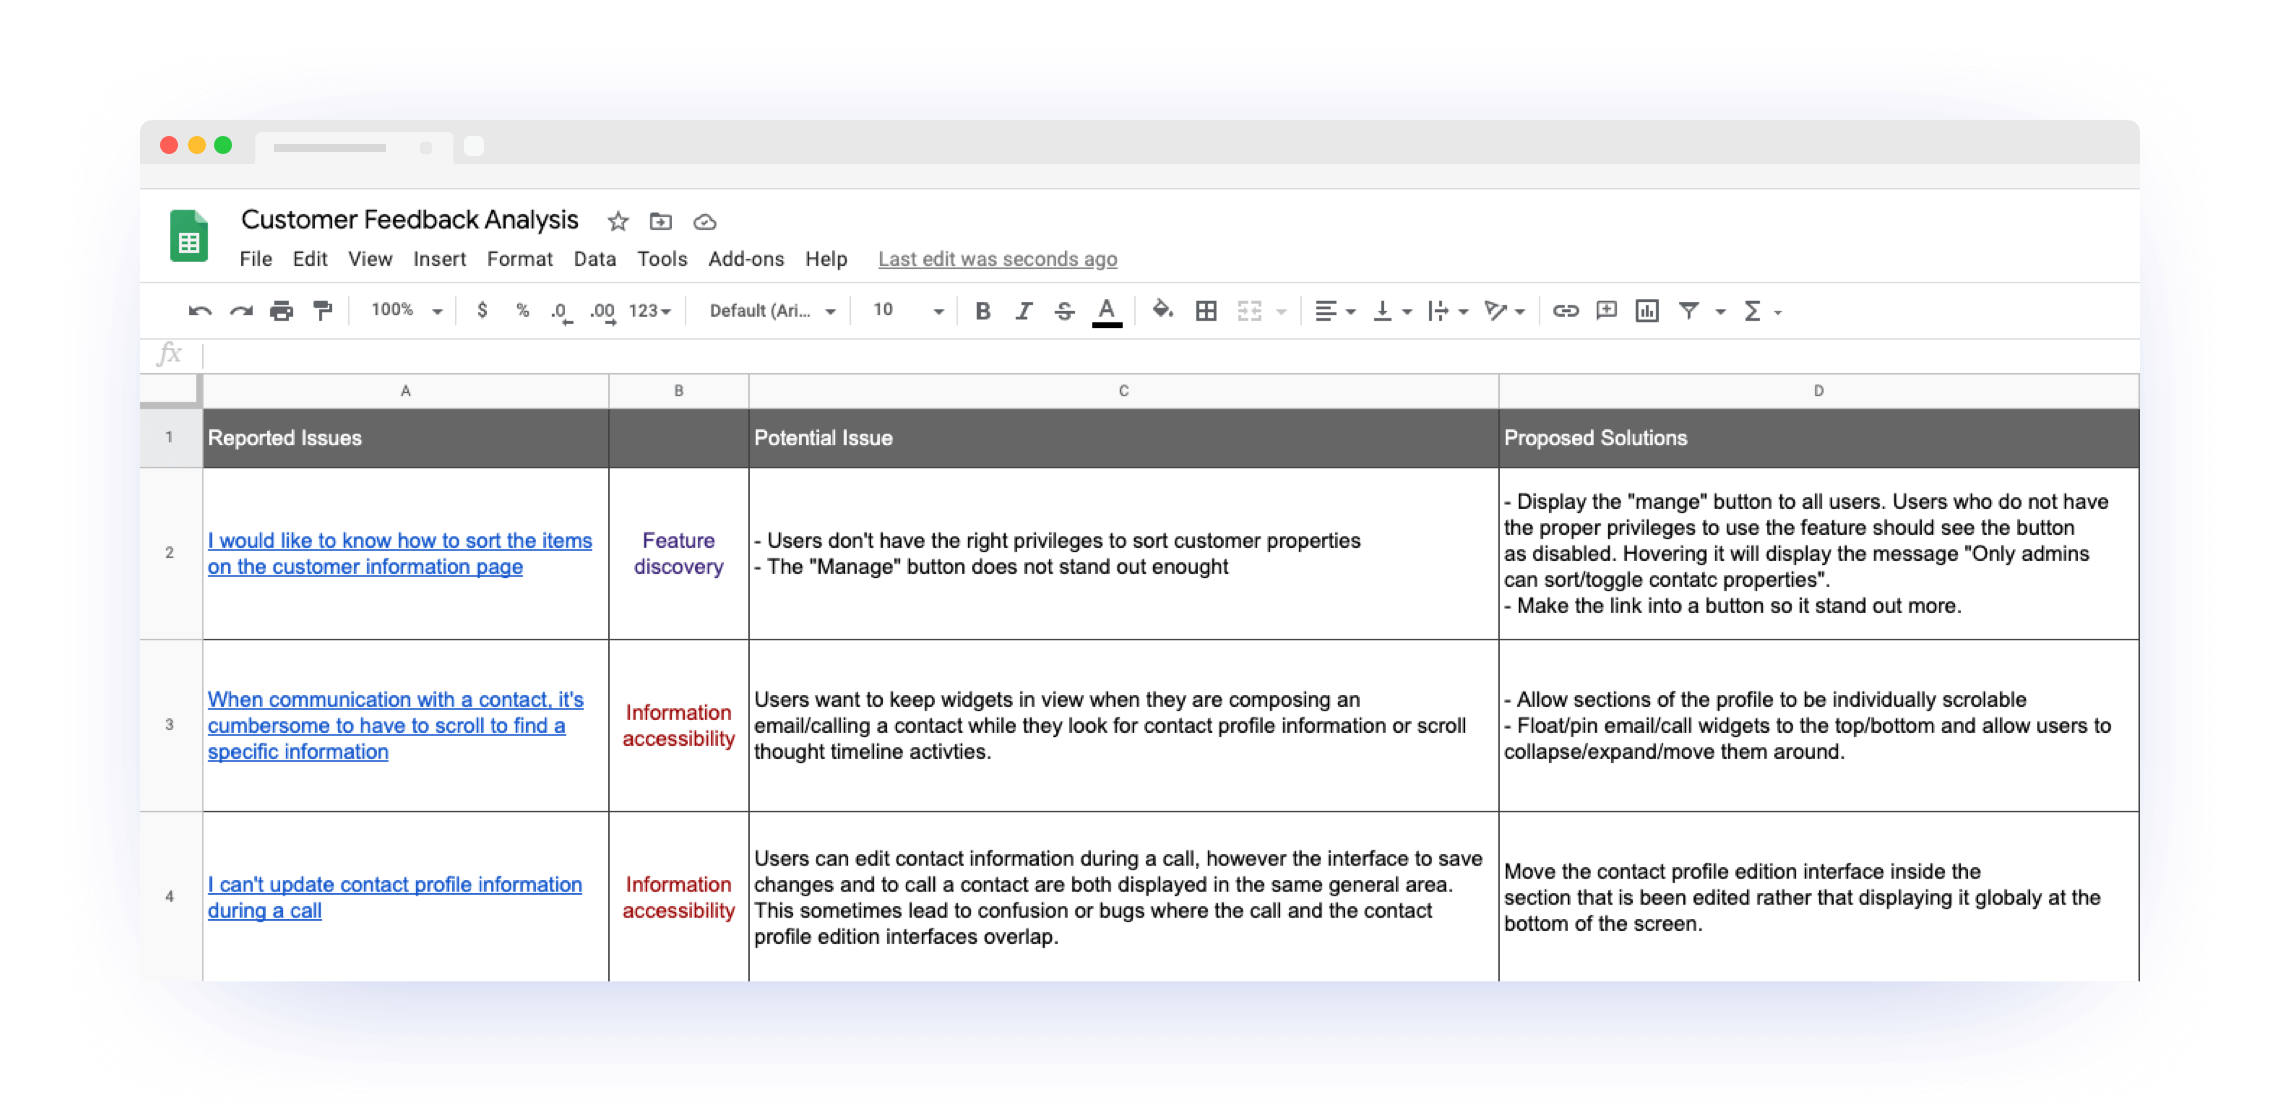 Customer Feedback Analysis
File Edit View Insert Format Data Tools Add-ons Help Last edit was seconds ago
100% $ % .0 .00 123 Default (Ari... 10 B I S A Σ
fx
A B C D
1 Reported Issues Potential Issue Proposed Solutions
2
I would like to know how to sort the items
on the customer information page
Feature
discovery
- Users don't have the right privileges to sort customer properties
- The "Manage" button does not stand out enought
- Display the "mange" button to all users. Users who do not have
the proper privileges to use the feature should see the button
as disabled. Hovering it will display the message "Only admins
can sort/toggle contatc properties".
- Make the link into a button so it stand out more.
3
When communication with a contact, it's
cumbersome to have to scroll to find a
specific information
Information
accessibility
Users want to keep widgets in view when they are composing an
email/calling a contact while they look for contact profile information or scroll
thought timeline activties.
- Allow sections of the profile to be individually scrolable
- Float/pin email/call widgets to the top/bottom and allow users to
collapse/expand/move them around.
4
I can't update contact profile information
during a call
Information
accessibility
Users can edit contact information during a call, however the interface to save
changes and to call a contact are both displayed in the same general area.
This sometimes lead to confusion or bugs where the call and the contact
profile edition interfaces overlap.
Move the contact profile edition interface inside the
section that is been edited rather that displaying it globaly at the
bottom of the screen.